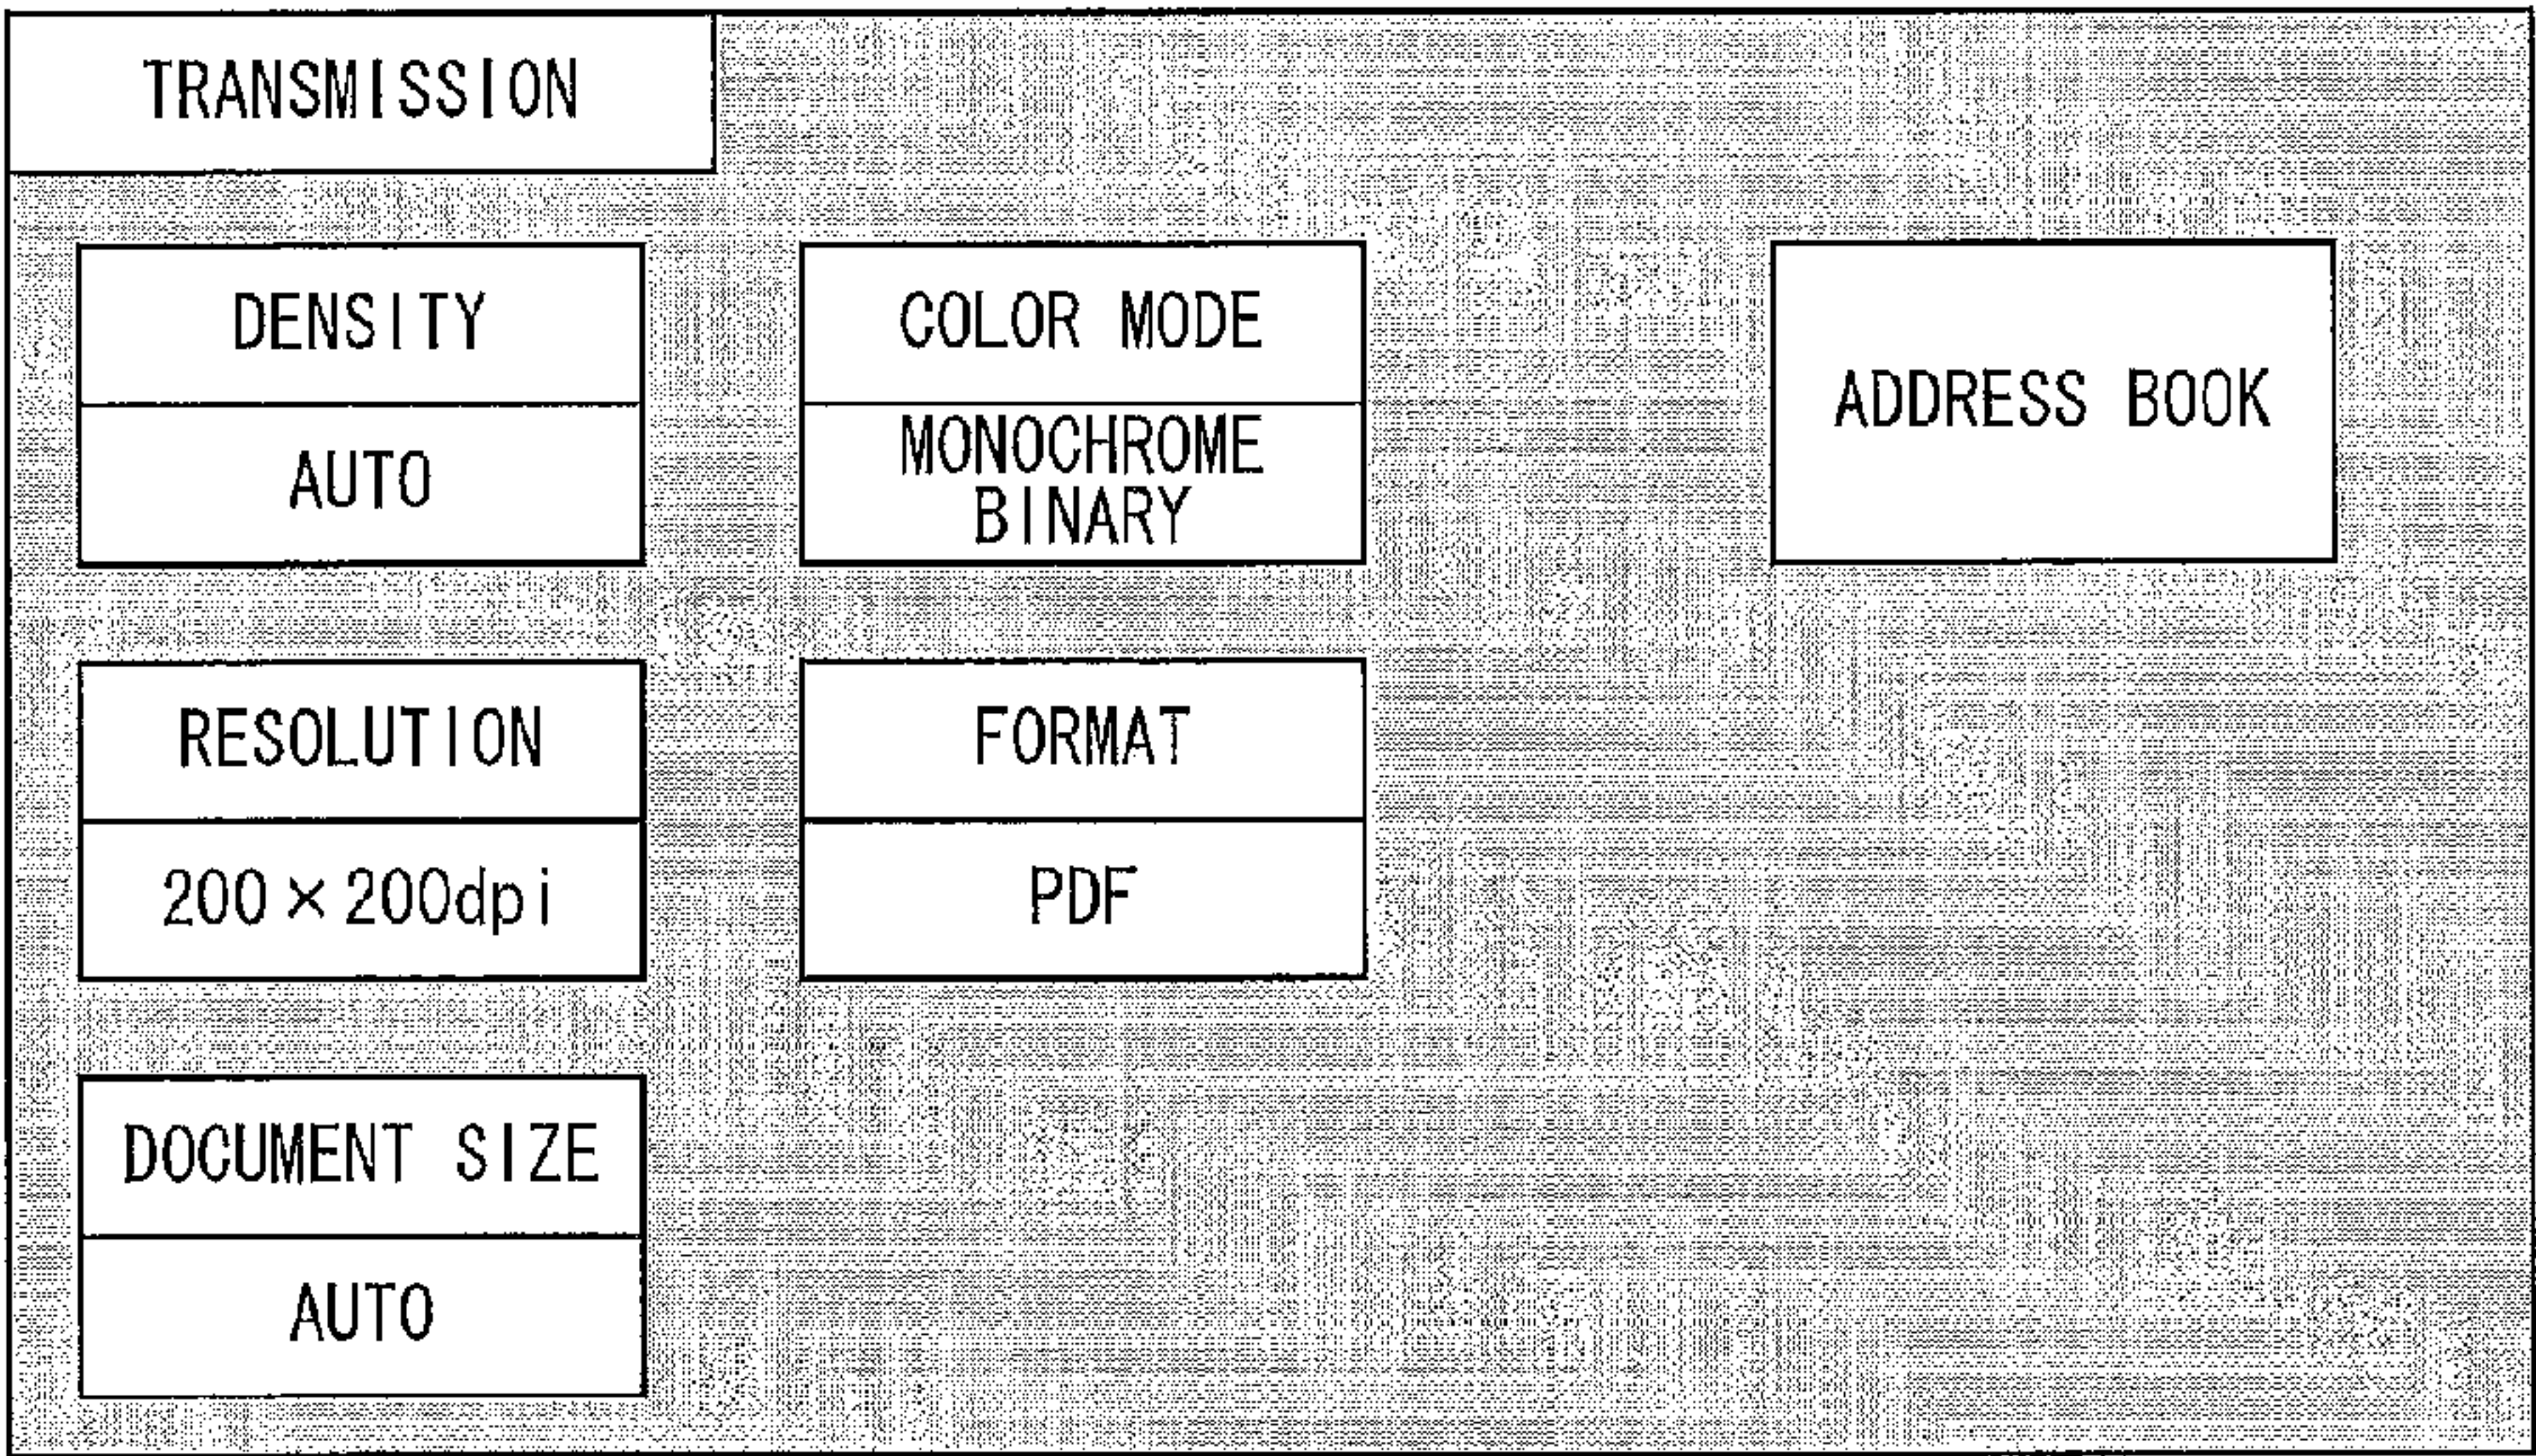 TRANSMISSION
DENSITY
AUTO
COLOR MODE
MONOCHROME
BINARY
ADDRESS BOOK
RESOLUTION
200×200dpi
FORMAT
PDF
DOCUMENT SIZE
AUTO